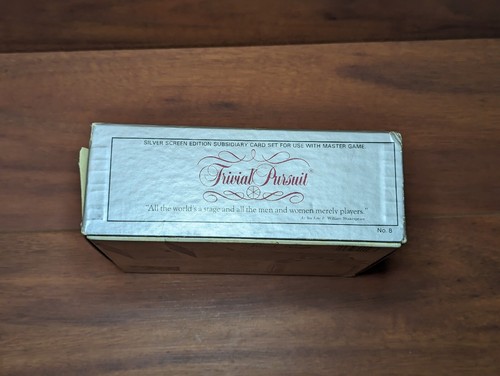 SILVER SCREEN EDITION SUBSIDIARY CARD SET FOR USE WITH MASTER GAME
Trivial Pursuit
"All the world's a stage and all the men and women merely players."
No. 8